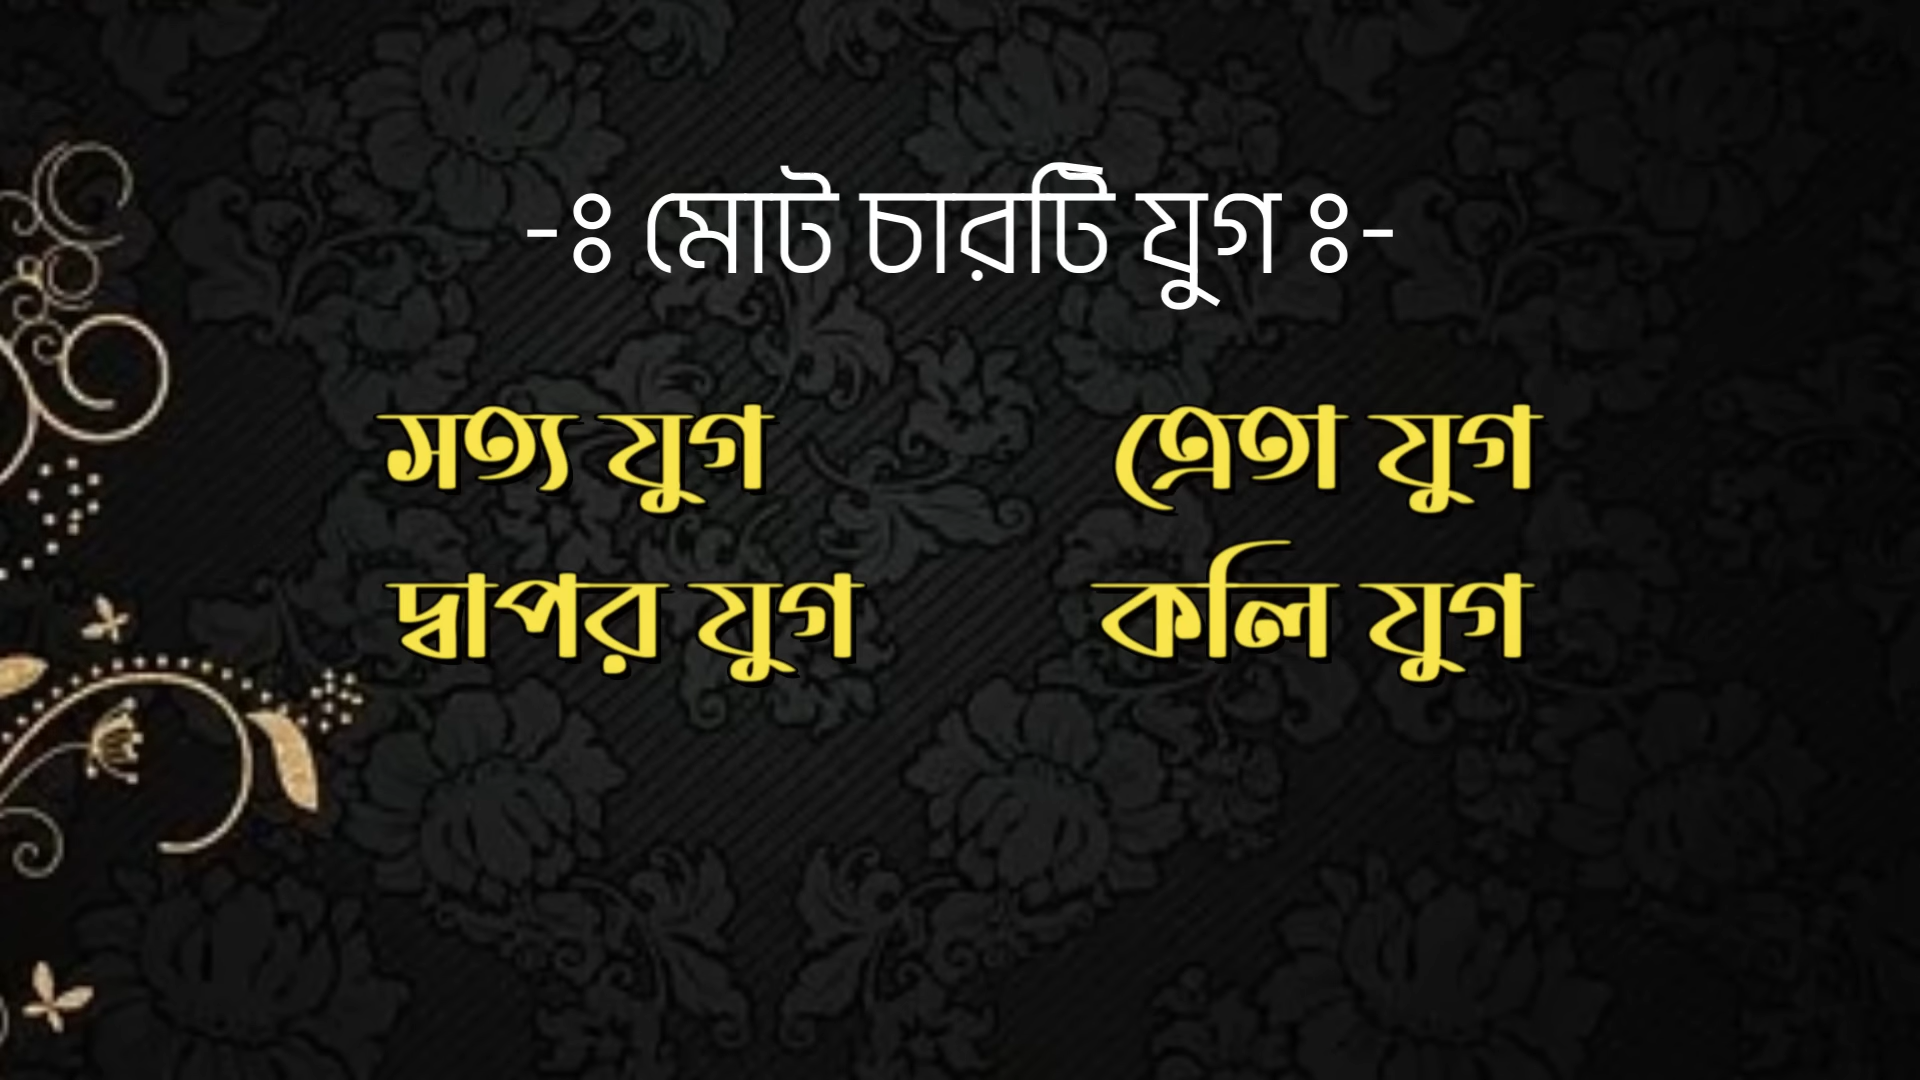 -ঃ মোট চারটি যুগ ঃ-
সত্য যুগ ত্রেতা যুগ
দ্বাপর যুগ কলি যুগ